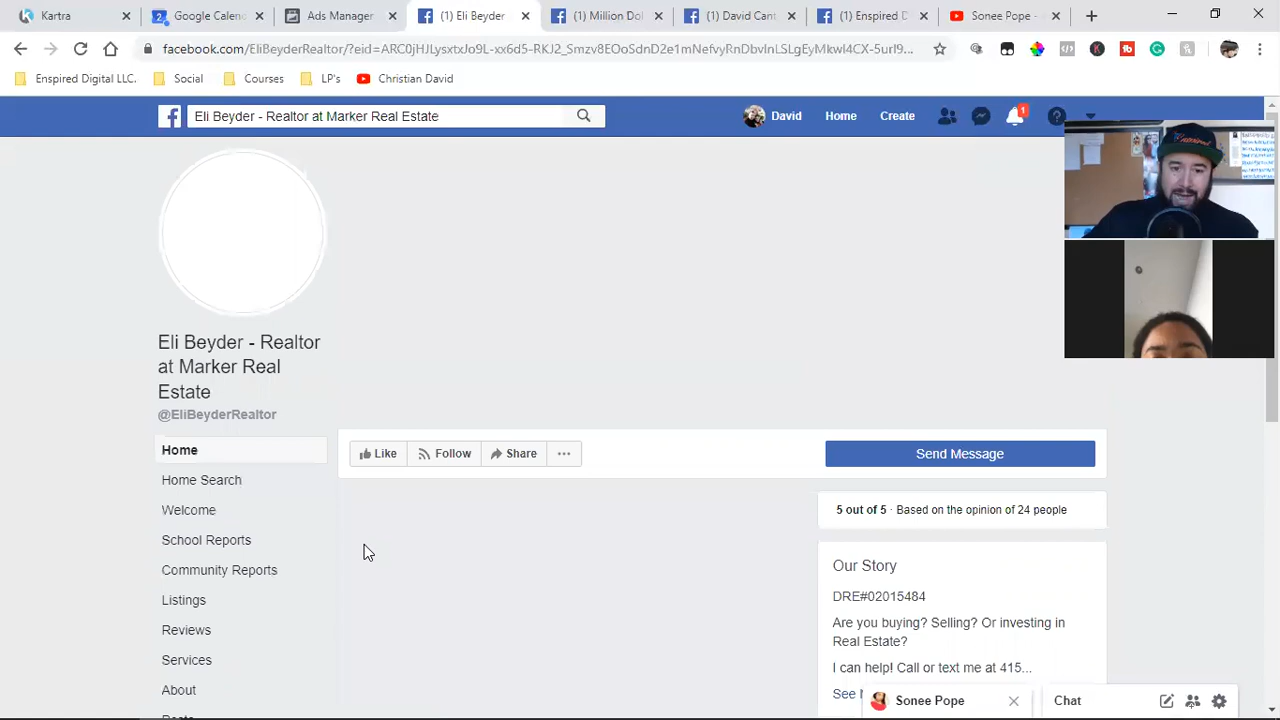 Kartra
Google Calen
Ads Manager
(1) Eli Beyder
(1) Million Dol
(1) David Cant
(1) Enspired D
Sonee Pope -
facebook.com/EliBeyderRealtor/?eid=ARC0jHJLysxtxJo9L-xx6d5-RKJ2_Smzv8EOoSdnD2e1mNefvyRnDbvlnLSLgEyMkwl4CX-5url9...
Enspired Digital LLC.
Social
Courses
LP's
Christian David
Eli Beyder - Realtor at Marker Real Estate
David
Home
Create
1
Eli Beyder - Realtor
at Marker Real
Estate
@EliBeyderRealtor
Home
Home Search
Welcome
School Reports
Community Reports
Listings
Reviews
Services
About
Like
Follow
Share
Send Message
5 out of 5 · Based on the opinion of 24 people
Our Story
DRE#02015484
Are you buying? Selling? Or investing in
Real Estate?
I can help! Call or text me at 415...
See
Sonee Pope
Chat